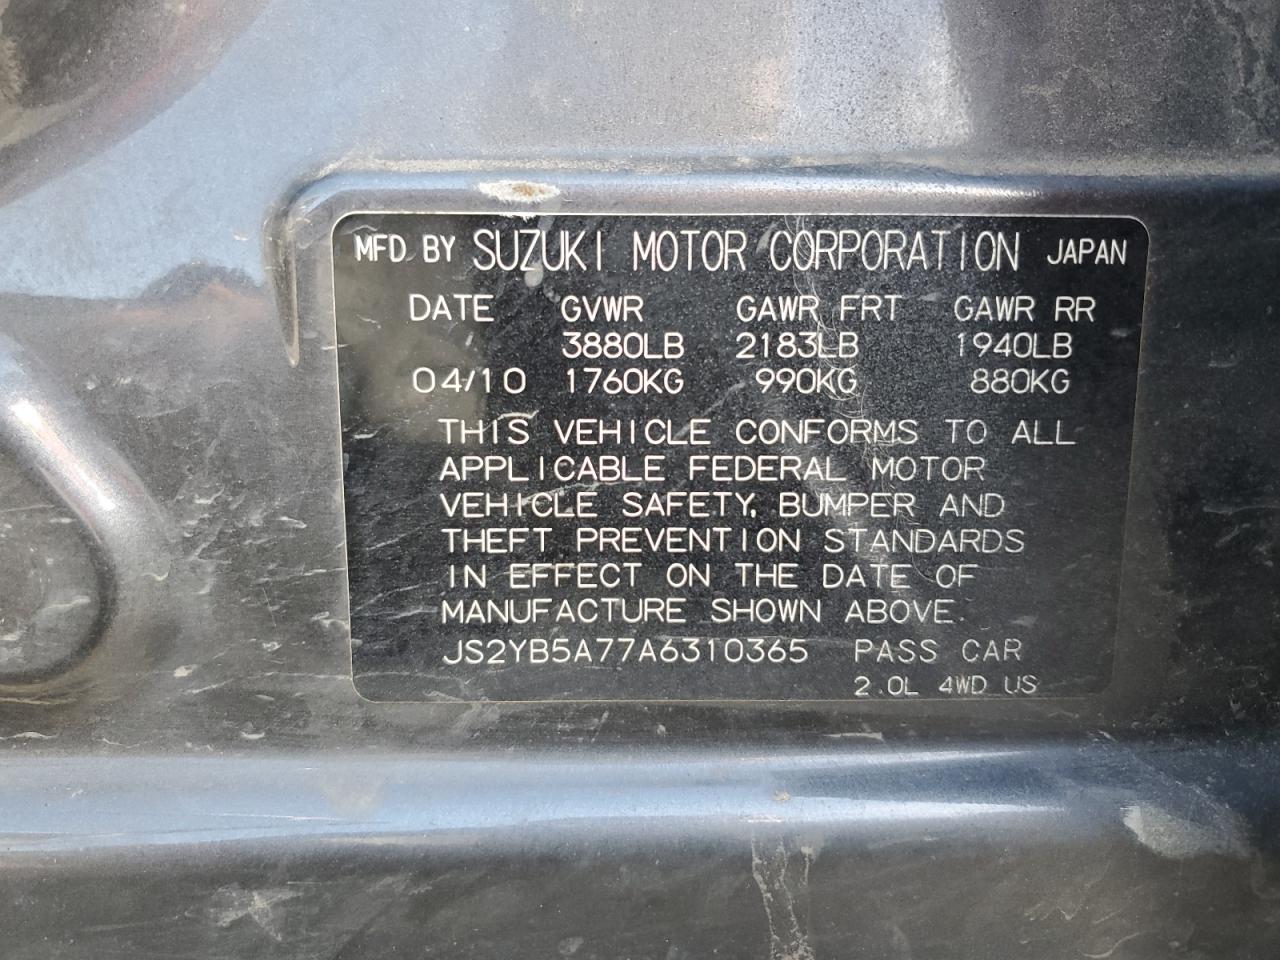 MFD. BY SUZUKI MOTOR CORPORATION JAPAN
DATE GVWR GAWR FRT GAWR RR
3880LB 2183LB 1940LB
04/10 1760KG 990KG 880KG
THIS VEHICLE CONFORMS TO ALL
APPLICABLE FEDERAL MOTOR
VEHICLE SAFETY, BUMPER AND
THEFT PREVENTION STANDARDS
IN EFFECT ON THE DATE OF
MANUFACTURE SHOWN ABOVE.
JS2YB5A77A6310365 PASS CAR
2.0L 4WD US